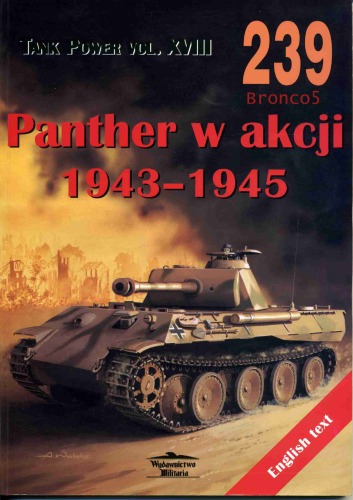 TANK POWER VOL. XVIII
239
Bronco5
Panther w akcji
1943-1945
English text
Wydawnictwo
Militaria